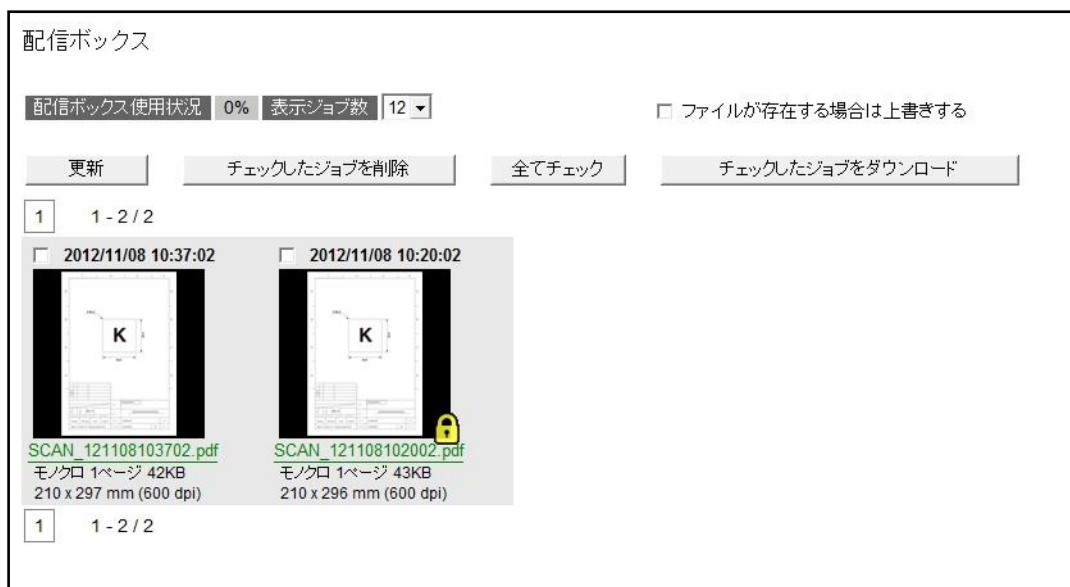 配信ボックス
配信ボックス使用状況 0% 表示ジョブ数 12 ファイルが存在する場合は上書きする
更新 チェックしたジョブを削除 全てチェック チェックしたジョブをダウンロード
1 1 - 2 / 2
2012/11/08 10:37:02 2012/11/08 10:20:02
K K
SCAN_121108103702.pdf SCAN_121108102002.pdf
モノクロ 1ページ 42KB モノクロ 1ページ 43KB
210 x 297 mm (600 dpi) 210 x 296 mm (600 dpi)
1 1 - 2 / 2